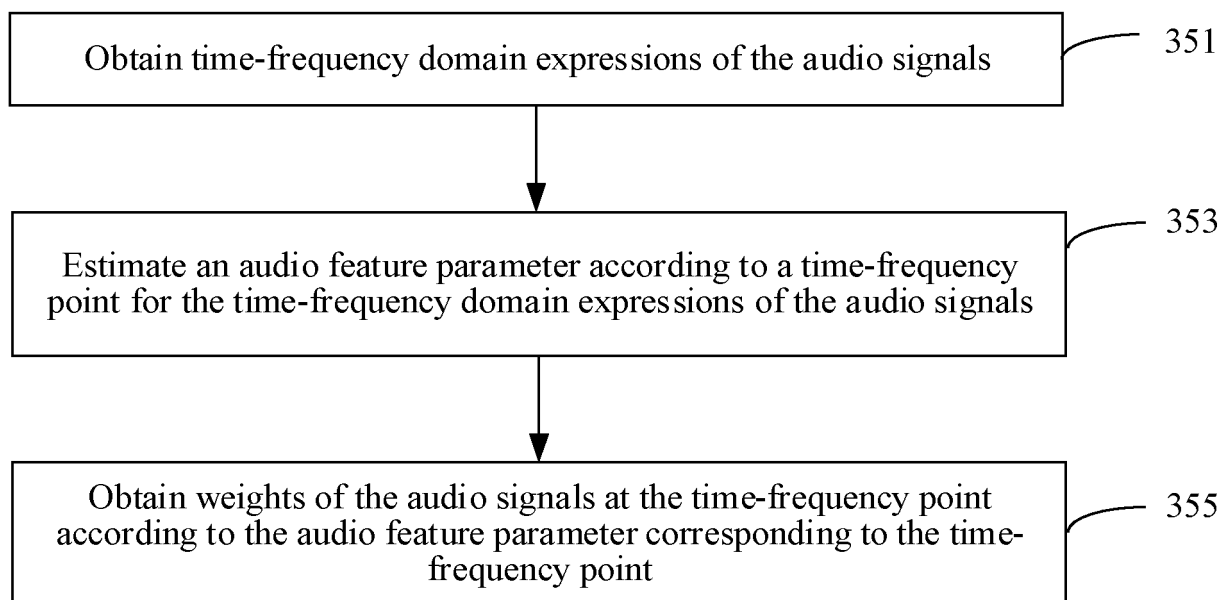 Obtain time-frequency domain expressions of the audio signals
351
Estimate an audio feature parameter according to a time-frequency
point for the time-frequency domain expressions of the audio signals
353
Obtain weights of the audio signals at the time-frequency point
according to the audio feature parameter corresponding to the time-
frequency point
355